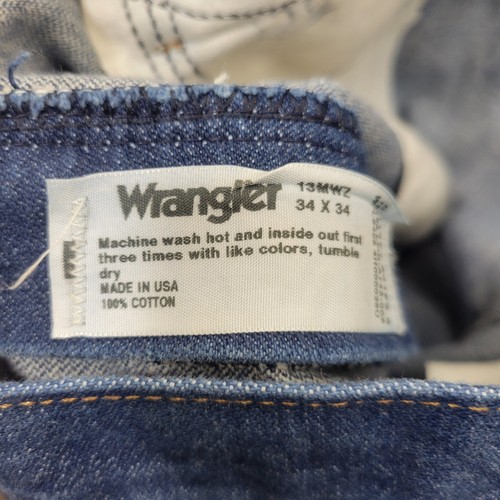 Wrangler 13MWZ
34 X 34
Machine wash hot and inside out first
three times with like colors, tumble
dry
MADE IN USA
100% COTTON